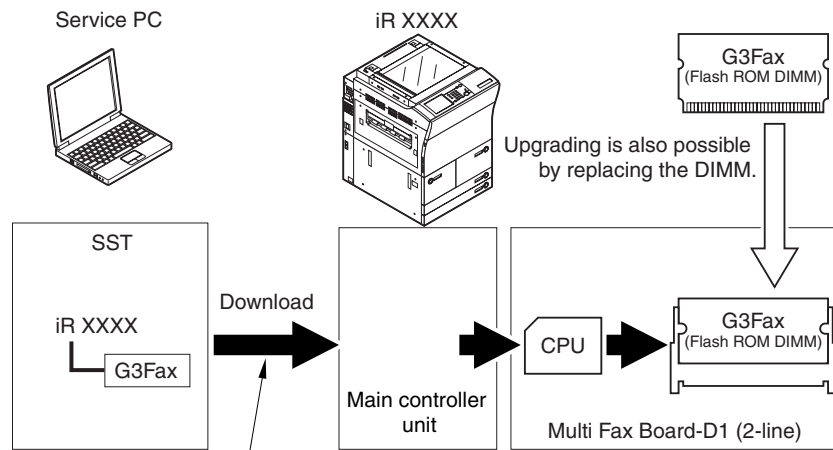 Service PC
iR XXXX
G3Fax
(Flash ROM DIMM)
Upgrading is also possible
by replacing the DIMM.
SST
iR XXXX
G3Fax
Download
Main controller
unit
CPU
G3Fax
(Flash ROM DIMM)
Multi Fax Board-D1 (2-line)